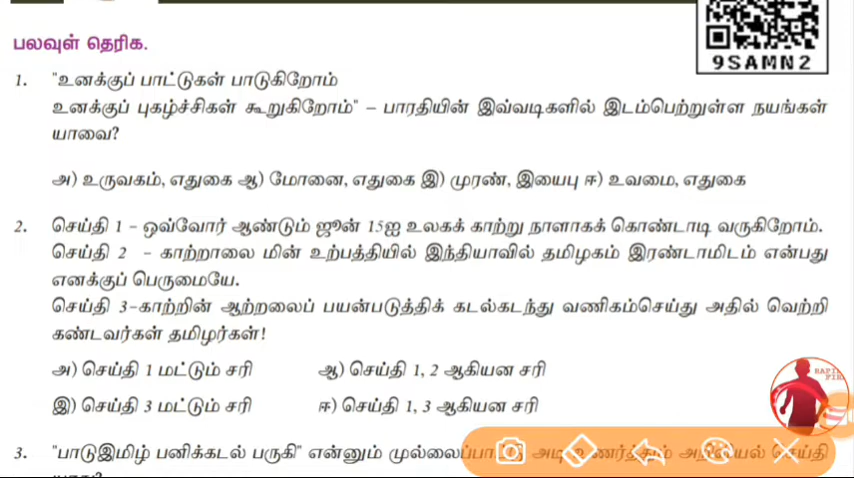 9SAMN2
பலவுள் தெரிக.
1. "உனக்குப் பாட்டுகள் பாடுகிறோம்
உனக்குப் புகழ்ச்சிகள் கூறுகிறோம்" – பாரதியின் இவ்வடிகளில் இடம்பெற்றுள்ள நயங்கள்
யாவை?
அ) உருவகம், எதுகை ஆ) மோனை, எதுகை இ) முரண், இயைபு ஈ) உவமை, எதுகை
2. செய்தி 1 – ஒவ்வோர் ஆண்டும் ஜூன் 15ஐ உலகக் காற்று நாளாகக் கொண்டாடி வருகிறோம்.
செய்தி 2 – காற்றாலை மின் உற்பத்தியில் இந்தியாவில் தமிழகம் இரண்டாமிடம் என்பது
எனக்குப் பெருமையே.
செய்தி 3–காற்றின் ஆற்றலைப் பயன்படுத்திக் கடல்கடந்து வணிகம்செய்து அதில் வெற்றி
கண்டவர்கள் தமிழர்கள்!
அ) செய்தி 1 மட்டும் சரி ஆ) செய்தி 1, 2 ஆகியன சரி
இ) செய்தி 3 மட்டும் சரி ஈ) செய்தி 1, 3 ஆகியன சரி
3. "பாடுஇமிழ் பனிக்கடல் பருகி" என்னும் முல்லைப்பாட்டு அடி உணர்த்தும் அறிவியல் செய்தி